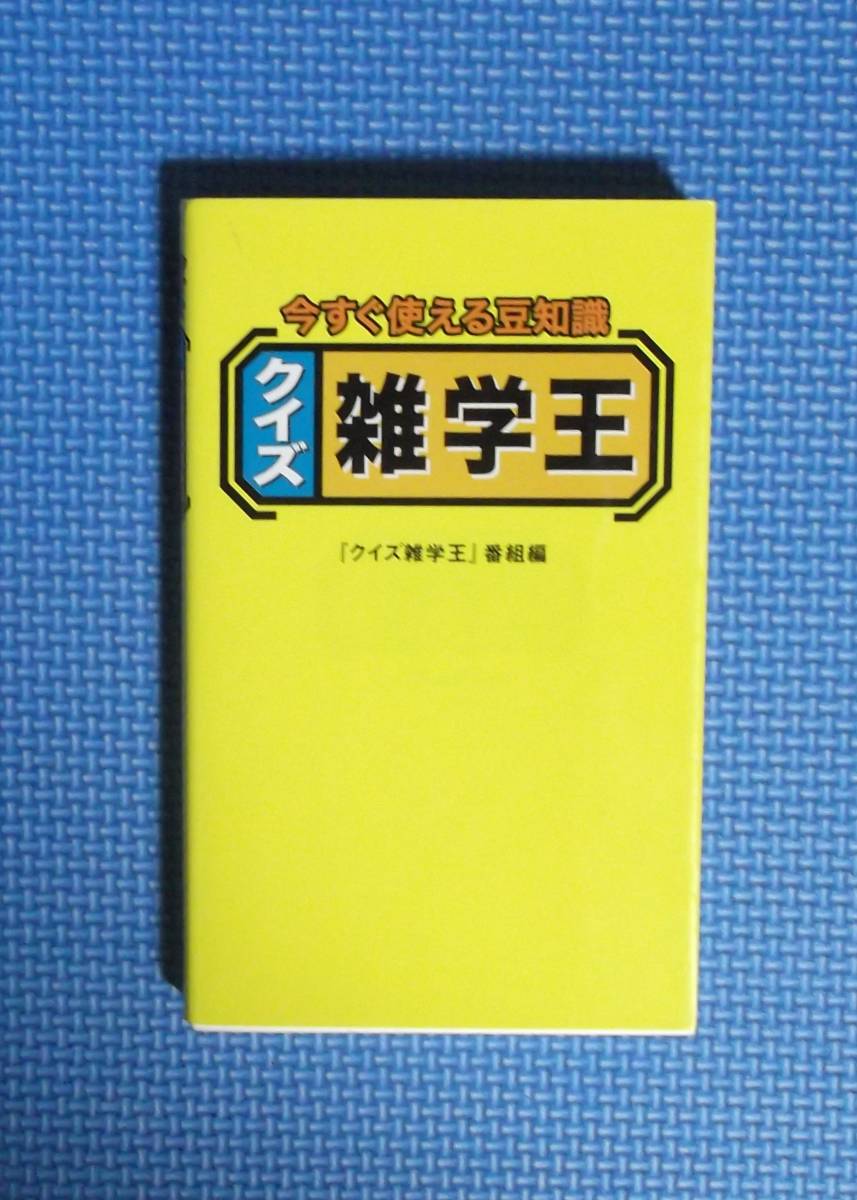 今すぐ使える豆知識
クイズ
雑学王
『クイズ雑学王』番組編